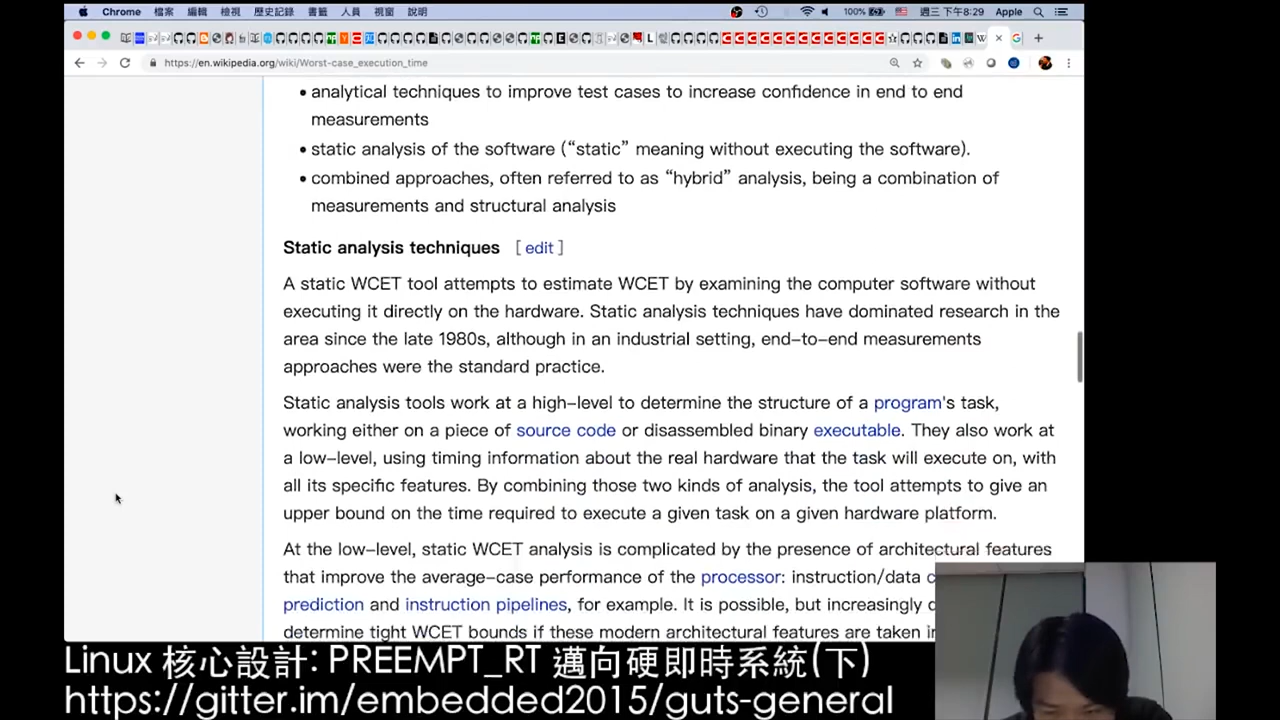 Chrome 檔案 編輯 檢視 歷史記錄 書籤 人員 視窗 說明 100% 週三 下午8:29 Apple
https://en.wikipedia.org/wiki/Worst-case_execution_time
• analytical techniques to improve test cases to increase confidence in end to end
measurements
• static analysis of the software (“static” meaning without executing the software).
• combined approaches, often referred to as “hybrid” analysis, being a combination of
measurements and structural analysis
Static analysis techniques [ edit ]
A static WCET tool attempts to estimate WCET by examining the computer software without
executing it directly on the hardware. Static analysis techniques have dominated research in the
area since the late 1980s, although in an industrial setting, end-to-end measurements
approaches were the standard practice.
Static analysis tools work at a high-level to determine the structure of a program's task,
working either on a piece of source code or disassembled binary executable. They also work at
a low-level, using timing information about the real hardware that the task will execute on, with
all its specific features. By combining those two kinds of analysis, the tool attempts to give an
upper bound on the time required to execute a given task on a given hardware platform.
At the low-level, static WCET analysis is complicated by the presence of architectural features
that improve the average-case performance of the processor: instruction/data
prediction and instruction pipelines, for example. It is possible, but increasingly
determine tight WCET bounds if these modern architectural features are taken
Linux 核心設計: PREEMPT_RT 邁向硬即時系統(下)
https://gitter.im/embedded2015/guts-general